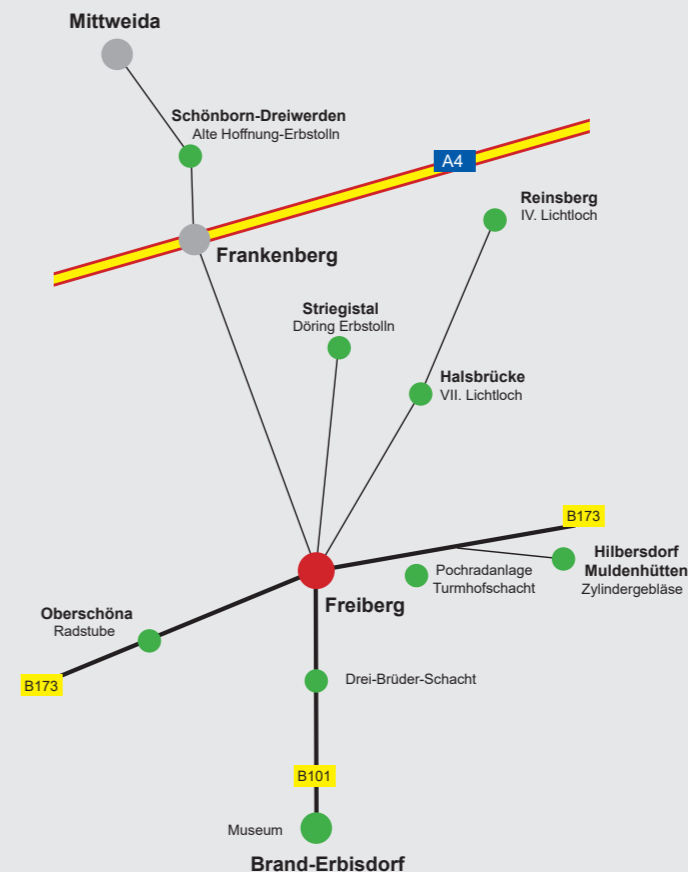 Mittweida
Schönborn-Dreiwerden
Alte Hoffnung-Erbstolln
A4
Reinsberg
IV. Lichtloch
Frankenberg
Striegistal
Döring Erbstolln
Halsbrücke
VII. Lichtloch
B173
Hilbersdorf
Muldenhütten
Zylindergebläse
Pochradanlage
Turmhofschacht
Freiberg
Oberschöna
Radstube
B173
Drei-Brüder-Schacht
B101
Museum
Brand-Erbisdorf